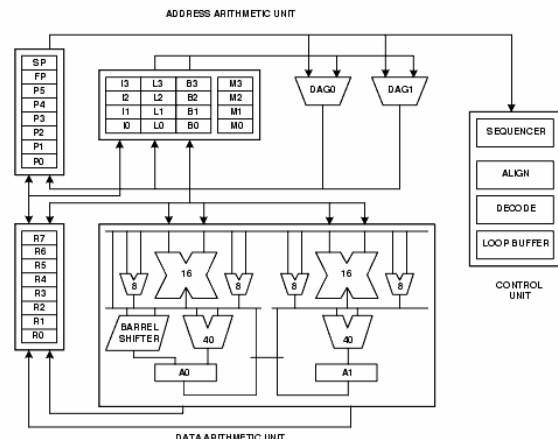 ADDRESS ARITHMETIC UNIT
SP
FP
P5
P4
P3
P2
P1
P0
I3 L3 B3 M3
I2 L2 B2 M2
I1 L1 B1 M1
I0 L0 B0 M0
DAG0
DAG1
SEQUENCER
ALIGN
DECODE
LOOP BUFFER
CONTROL
UNIT
R7
R6
R5
R4
R3
R2
R1
R0
16 16
8 8 8 8
BARREL
SHIFTER
40 40
A0 A1
DATA ARITHMETIC UNIT